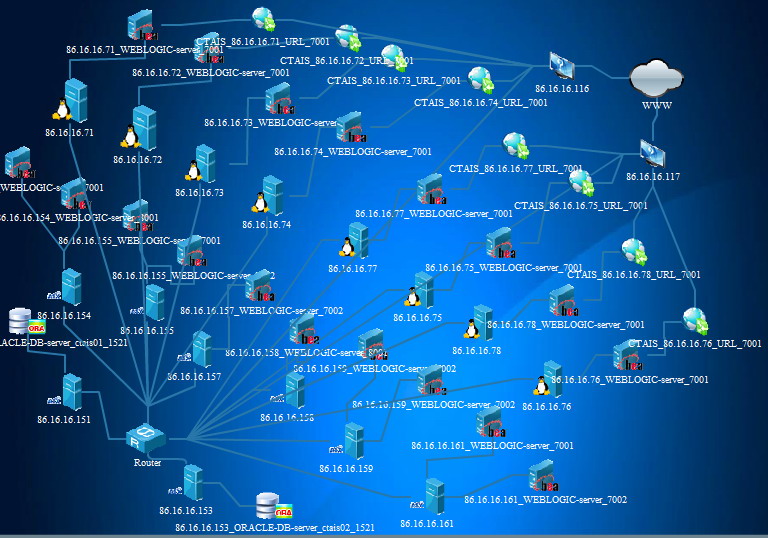 CTAIS_86.16.16.71_URL_7001
86.16.16.71_WEBLOGIC-server_7001
CTAIS_86.16.16.72_URL_7001
86.16.16.72_WEBLOGIC-server_7001
CTAIS_86.16.16.73_URL_7001
86.16.16.116
CTAIS_86.16.16.74_URL_7001
WWW
86.16.16.73_WEBLOGIC-server
86.16.16.71
86.16.16.72
86.16.16.74_WEBLOGIC-server_7001
CTAIS_86.16.16.77_URL_7001
86.16.16.117
WEBLOGIC-server_7001
86.16.16.73
CTAIS_86.16.16.75_URL_7001
86.16.16.154_WEBLOGIC-server_8001
86.16.16.74
86.16.16.77_WEBLOGIC-server_7001
86.16.16.155_WEBLOGIC-server_7001
86.16.16.77
86.16.16.75_WEBLOGIC-server_7001
CTAIS_86.16.16.78_URL_7001
86.16.16.155_WEBLOGIC-server
86.16.16.154
86.16.16.155
86.16.16.157_WEBLOGIC-server_7002
86.16.16.75
86.16.16.78_WEBLOGIC-server_7001
ORACLE-DB-server_ctais01_1521
86.16.16.78
CTAIS_86.16.16.76_URL_7001
86.16.16.158_WEBLOGIC-server_8001
86.16.16.157
86.16.16.159_WEBLOGIC-server_7002
86.16.16.76_WEBLOGIC-server_7001
86.16.16.151
86.16.16.158
86.16.16.159_WEBLOGIC-server_7002
86.16.16.76
86.16.16.161_WEBLOGIC-server_7001
Router
86.16.16.159
86.16.16.161_WEBLOGIC-server_7002
86.16.16.153
86.16.16.153_ORACLE-DB-server_ctais02_1521
86.16.16.161